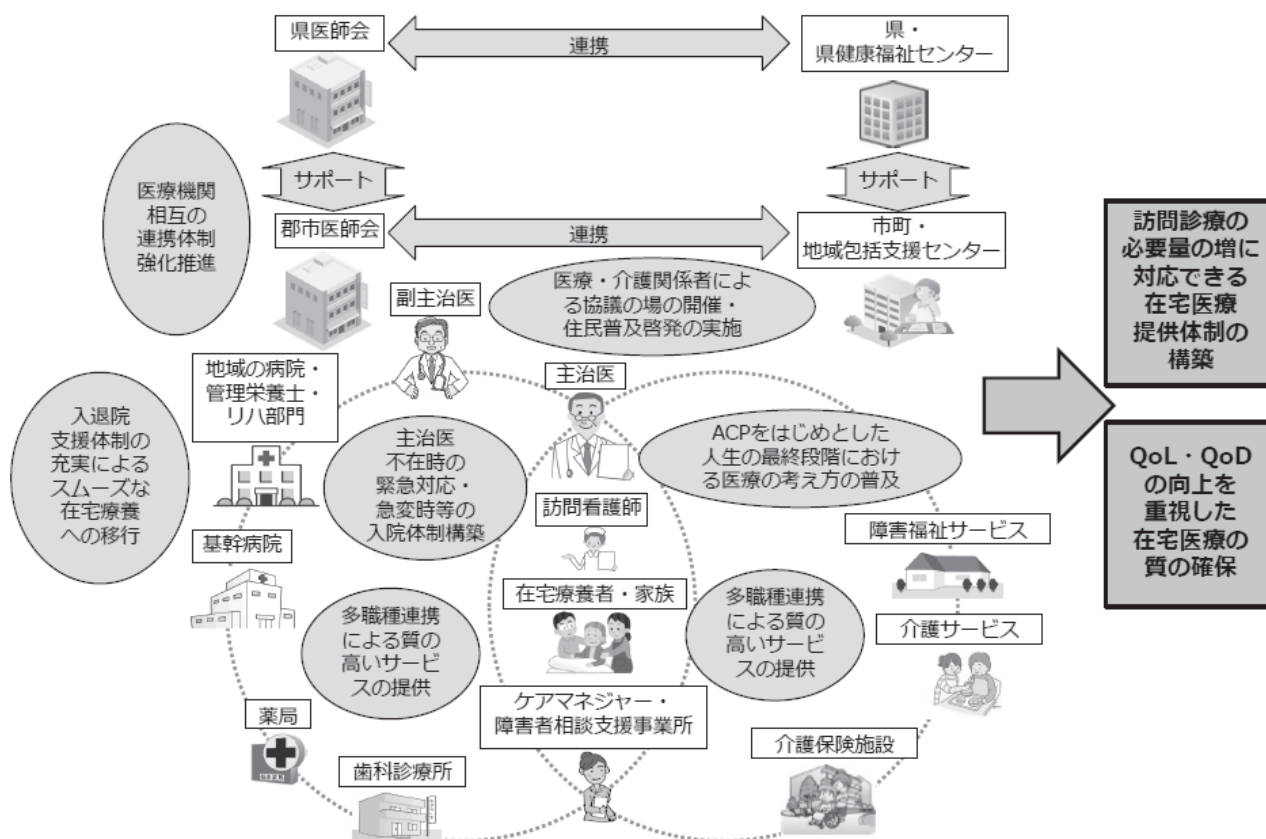 県医師会
連携
県・
県健康福祉センター
サポート
サポート
医療機関
相互の
連携体制
強化推進
郡市医師会
連携
市町・
地域包括支援センター
訪問診療の
必要量の増に
対応できる
在宅医療
提供体制の
構築
医療・介護関係者によ
る協議の場の開催・
住民普及啓発の実施
副主治医
主治医
地域の病院・
管理栄養士・
リハ部門
入退院
支援体制の
充実による
スムーズな
在宅療養
への移行
主治医
不在時の
緊急対応・
急変時等の
入院体制構築
ACPをはじめとした
人生の最終段階におけ
る医療の考え方の普及
QoL・QoD
の向上を
重視した
在宅医療の
質の確保
訪問看護師
障害福祉サービス
基幹病院
在宅療養者・家族
多職種連携
による質の
高いサービ
スの提供
多職種連携
による質の
高いサービ
スの提供
介護サービス
ケアマネジャー・
障害者相談支援事業所
薬局
介護保険施設
歯科診療所